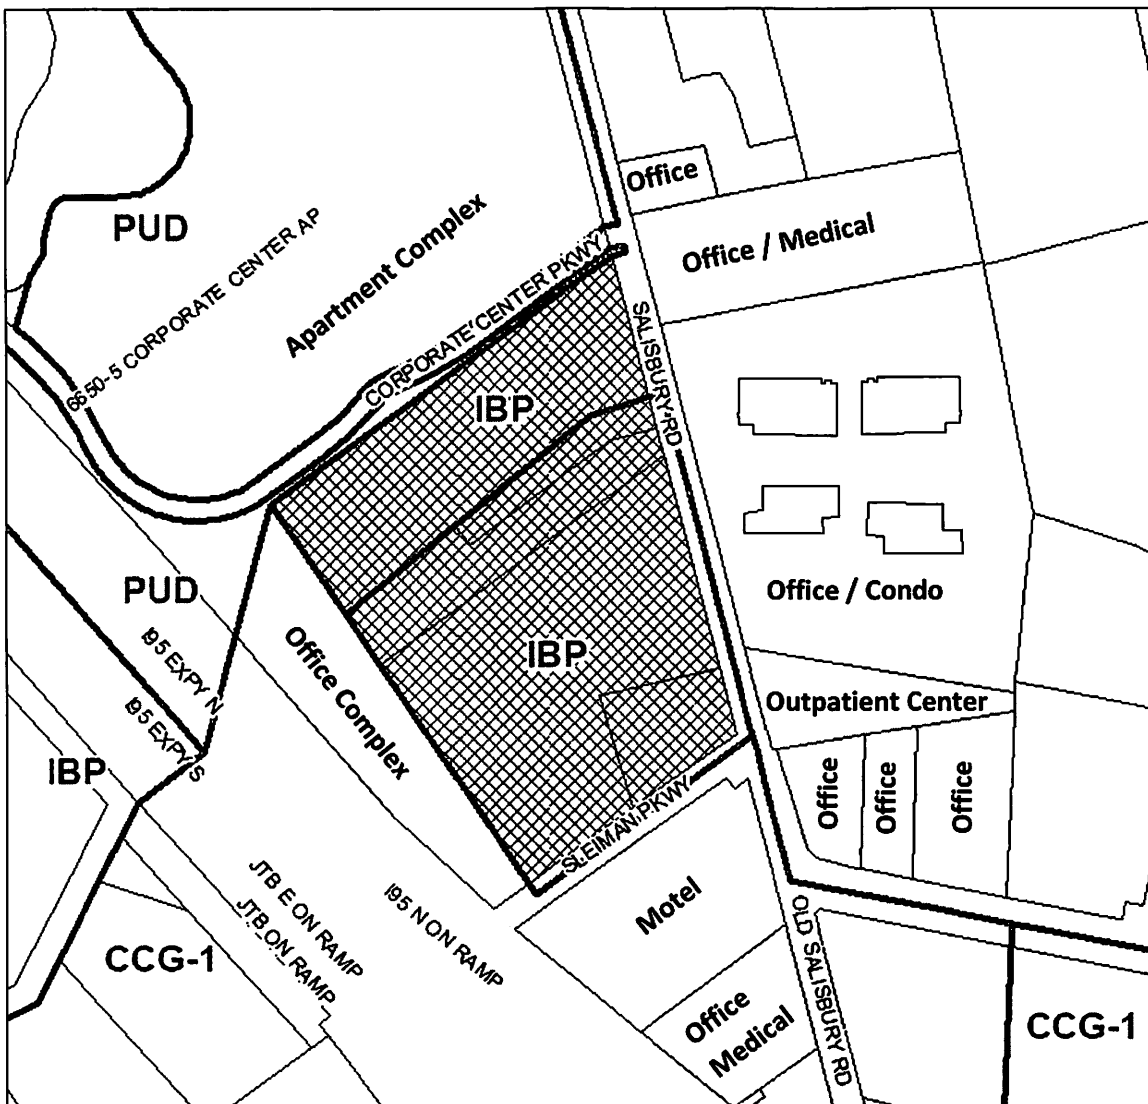 Office
PUD
Office / Medical
6650-5 CORPORATE CENTER AP
Apartment Complex
CORPORATE CENTER PKWY
SALISBURY RD
IBP
PUD
Office / Condo
I95 EXPY N
I95 EXPY S
Office Complex
IBP
Outpatient Center
IBP
Office
Office
Office
SLEIMAN PKWY
JTB E ON RAMP
JTB ON RAMP
I95 N ON RAMP
Motel
CCG-1
OLD SALISBURY RD
Office
Medical
CCG-1